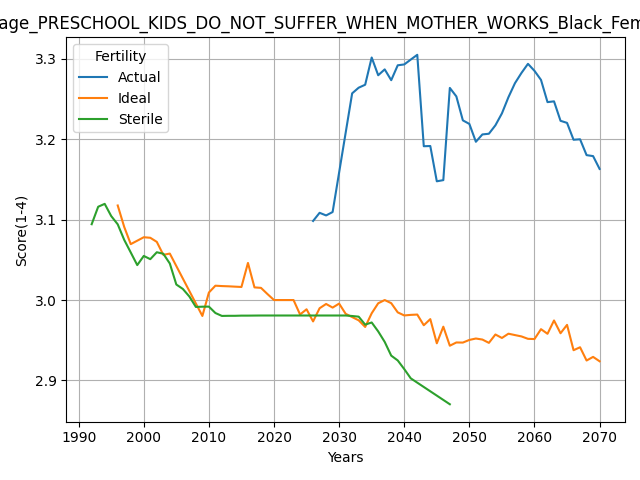 age_PRESCHOOL_KIDS_DO_NOT_SUFFER_WHEN_MOTHER_WORKS_Black_Fem
Fertility
Actual
Ideal
Sterile
3.3
3.2
3.1
3.0
2.9
Score(1-4)
1990 2000 2010 2020 2030 2040 2050 2060 2070
Years